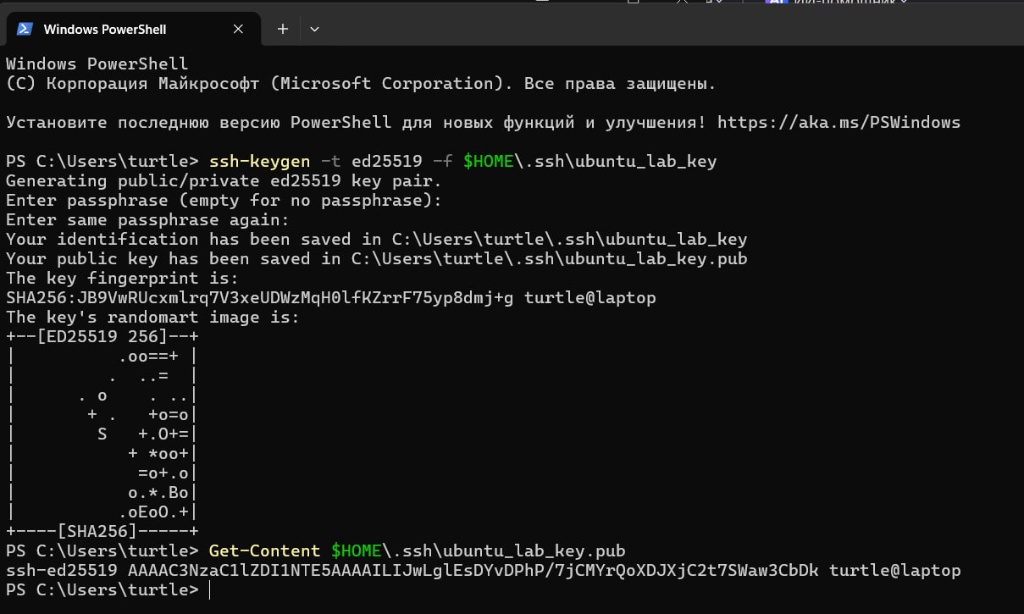 Windows PowerShell
Windows PowerShell
(C) Корпорация Майкрософт (Microsoft Corporation). Все права защищены.
Установите последнюю версию PowerShell для новых функций и улучшения! https://aka.ms/PSWindows
PS C:\Users\turtle> ssh-keygen -t ed25519 -f $HOME\.ssh\ubuntu_lab_key
Generating public/private ed25519 key pair.
Enter passphrase (empty for no passphrase):
Enter same passphrase again:
Your identification has been saved in C:\Users\turtle\.ssh\ubuntu_lab_key
Your public key has been saved in C:\Users\turtle\.ssh\ubuntu_lab_key.pub
The key fingerprint is:
SHA256:JB9VwRUcxmlrq7V3xeUDWzMqH0lfKZrrF75yp8dmj+g turtle@laptop
The key's randomart image is:
+--[ED25519 256]--+
|           .oo==+ |
|          .  ..=  |
|       . o    . ..|
|        + .   +o=o|
|         S   +.O+=|
|            + *oo+|
|             =o+.o|
|            o.*.Bo|
|           .oEoO.+|
+----[SHA256]-----+
PS C:\Users\turtle> Get-Content $HOME\.ssh\ubuntu_lab_key.pub
ssh-ed25519 AAAAC3NzaC1lZDI1NTE5AAAAILIJwLglEsDYvDPhP/7jCMYrQoXDJXjC2t7SWaw3CbDk turtle@laptop
PS C:\Users\turtle>